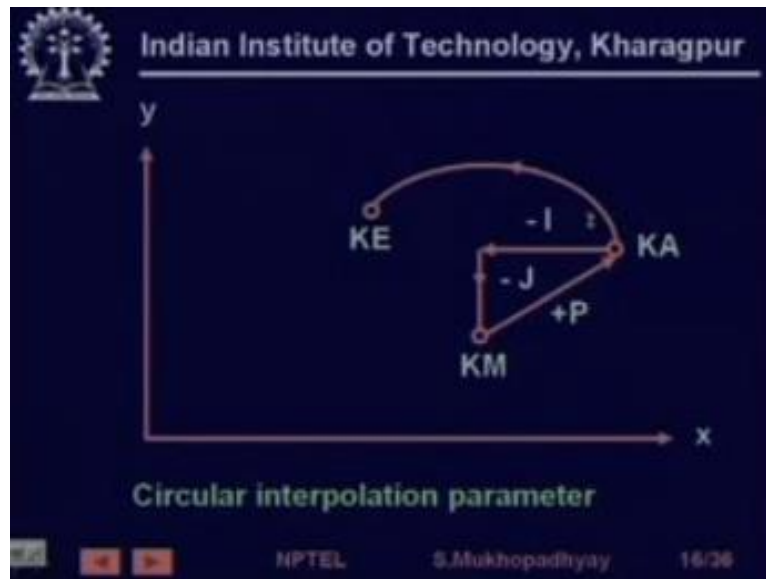 Indian Institute of Technology, Kharagpur
y
KE
- I
KA
- J
+P
KM
x
Circular interpolation parameter
NPTEL S.Mukhopadhyay 16/36